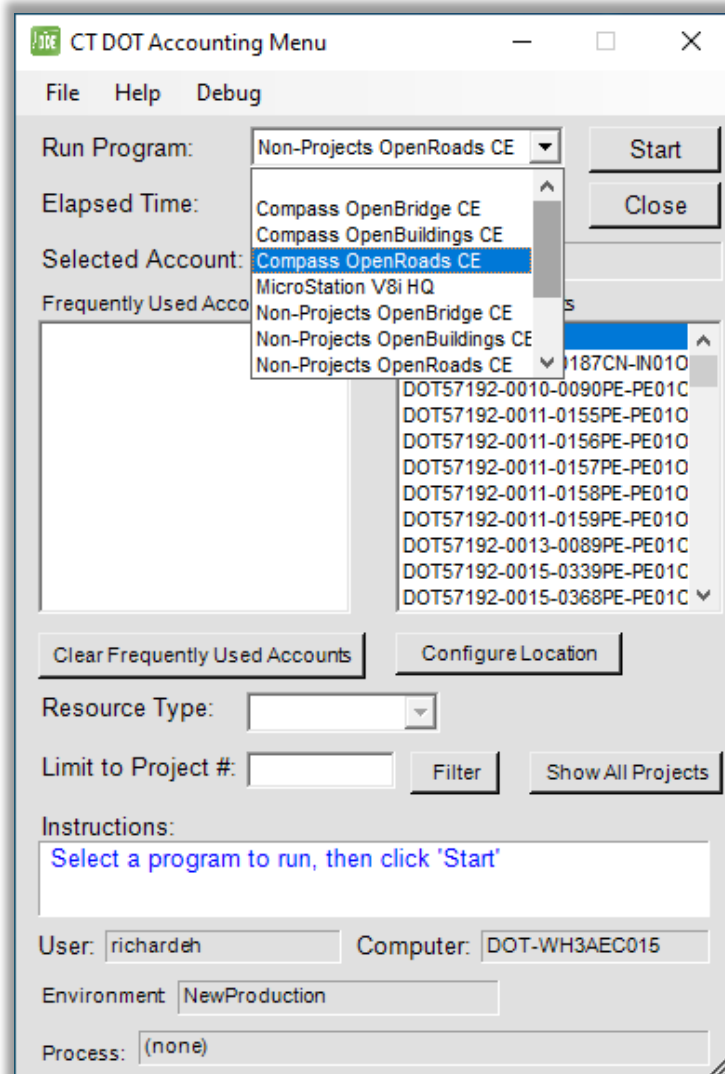 CT DOT Accounting Menu
File Help Debug
Run Program: Non-Projects OpenRoads CE Start
Elapsed Time: Close
Compass OpenBridge CE
Compass OpenBuildings CE
Selected Account: Compass OpenRoads CE
MicroStation V8i HQ
Frequently Used Acco
Non-Projects OpenBridge CE
Non-Projects OpenBuildings CE
Non-Projects OpenRoads CE
0187CN-IN01O
DOT57192-0010-0090PE-PE01C
DOT57192-0011-0155PE-PE01O
DOT57192-0011-0156PE-PE01O
DOT57192-0011-0157PE-PE01O
DOT57192-0011-0158PE-PE01O
DOT57192-0011-0159PE-PE01O
DOT57192-0013-0089PE-PE01C
DOT57192-0015-0339PE-PE01C
DOT57192-0015-0368PE-PE01C
Clear Frequently Used Accounts Configure Location
Resource Type:
Limit to Project #: Filter Show All Projects
Instructions:
Select a program to run, then click 'Start'
User: richardeh Computer: DOT-WH3AEC015
Environment NewProduction
Process: (none)